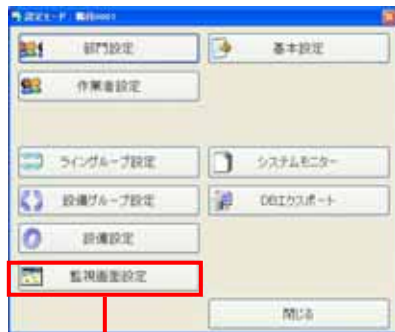 設定モード：職種0001
部門設定
基本設定
作業者設定
ライングループ設定
システムモニター
設備グループ設定
DBエクスポート
設備設定
監視画面設定
閉じる